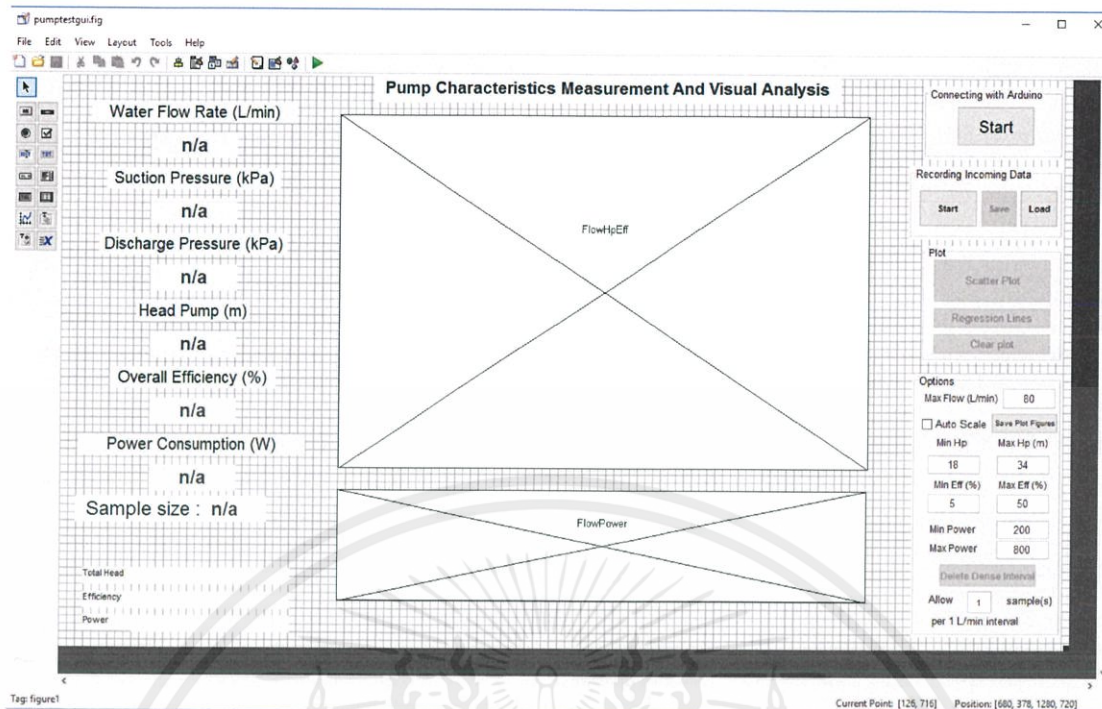 pumptestgui.fig
File Edit View Layout Tools Help
Pump Characteristics Measurement And Visual Analysis
Water Flow Rate (L/min)
n/a
Suction Pressure (kPa)
n/a
Discharge Pressure (kPa)
n/a
Head Pump (m)
n/a
Overall Efficiency (%)
n/a
Power Consumption (W)
n/a
Sample size : n/a
Total Head
Efficiency
Power
FlowHpEff
FlowPower
Connecting with Arduino
Start
Recording Incoming Data
Start Save Load
Plot
Scatter Plot
Regression Lines
Clear plot
Options
Max Flow (L/min) 80
Auto Scale Save Plot Figures
Min Hp Max Hp (m)
18 34
Min Eff (%) Max Eff (%)
5 50
Min Power 200
Max Power 800
Delete Dense Interval
Allow 1 sample(s)
per 1 L/min interval
Tag: figure1
Current Point: [126, 716] Position: [680, 378, 1280, 720]